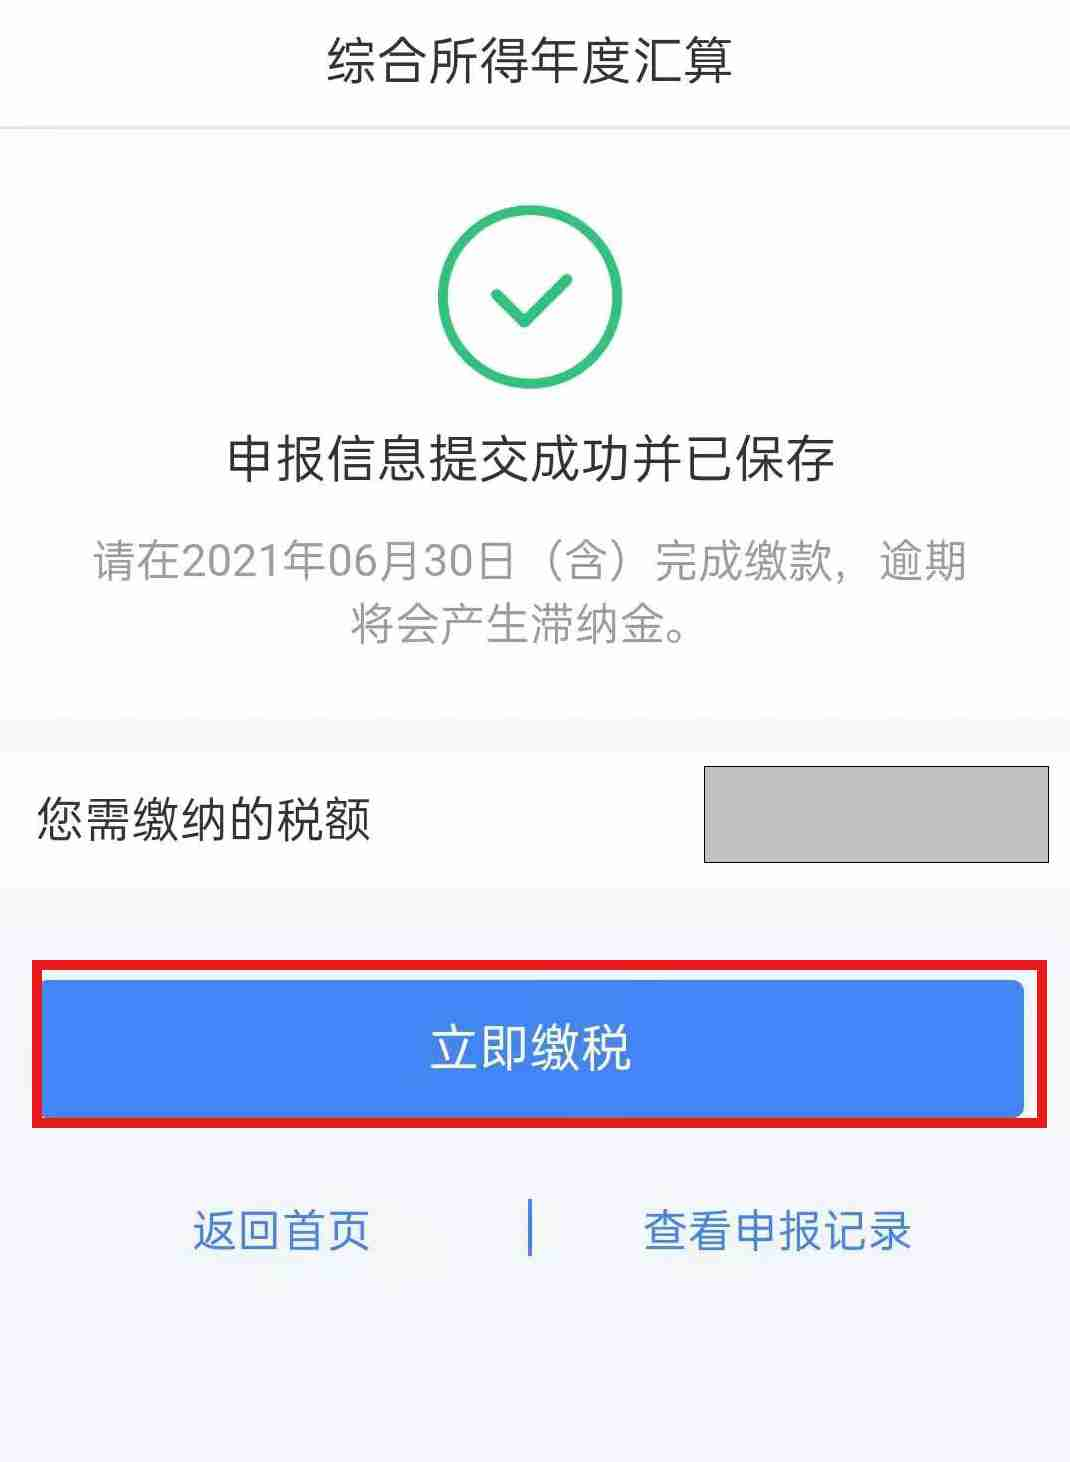 综合所得年度汇算
申报信息提交成功并已保存
请在2021年06月30日（含）完成缴款，逾期
将会产生滞纳金。
您需缴纳的税额
立即缴税
返回首页 | 查看申报记录